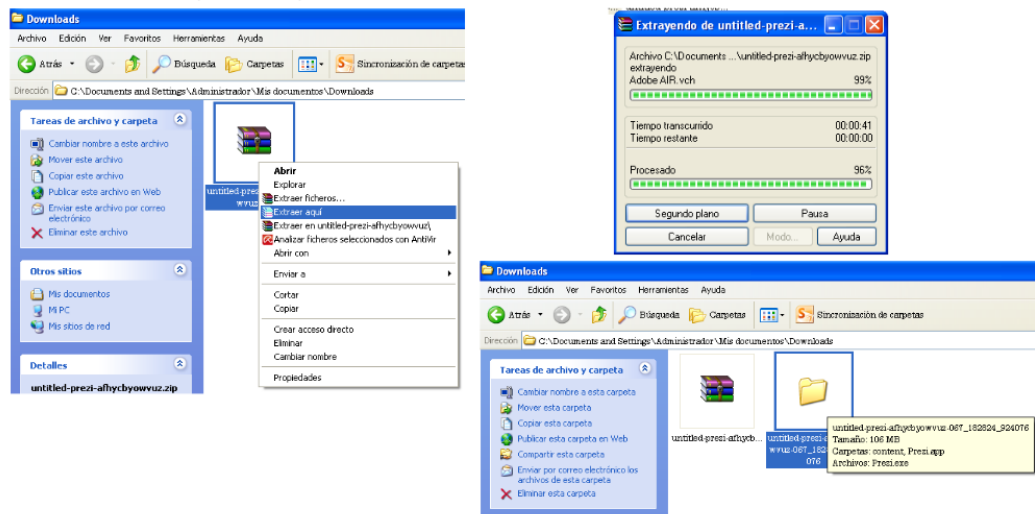 Downloads
Archivo Edición Ver Favoritos Herramientas Ayuda
Atrás Búsqueda Carpetas Sincronización de carpetas
Dirección C:\Documents and Settings\Administrador\Mis documentos\Downloads
Tareas de archivo y carpeta
Cambiar nombre a este archivo
Mover este archivo
Copiar este archivo
Publicar este archivo en Web
Enviar este archivo por correo
electrónico
Eliminar este archivo
Otros sitios
Mis documentos
Mi PC
Mis sitios de red
Detalles
untitled-prezi-afhycbyowvuz.zip
Abrir
Explorar
Extraer ficheros...
Extraer aquí
Extraer en untitled-prezi-afhycbyowvuz\
Analizar ficheros seleccionados con AntiVir
Abrir con
Enviar a
Cortar
Copiar
Crear acceso directo
Eliminar
Cambiar nombre
Propiedades
Extrayendo de untitled-prezi-a...
Archivo C:\Documents ...\untitled-prezi-afhycbyowvuz.zip
extrayendo
Adobe AIR.vch 99%
Tiempo transcurrido 00:00:41
Tiempo restante 00:00:00
Procesado 96%
Segundo plano Pausa
Cancelar Modo... Ayuda
Downloads
Archivo Edición Ver Favoritos Herramientas Ayuda
Atrás Búsqueda Carpetas Sincronización de carpetas
Dirección C:\Documents and Settings\Administrador\Mis documentos\Downloads
Tareas de archivo y carpeta
Cambiar nombre a esta carpeta
Mover esta carpeta
Copiar esta carpeta
Publicar esta carpeta en Web
Compartir esta carpeta
Enviar por correo electrónico los
archivos de esta carpeta
Eliminar esta carpeta
untitled-prezi-afhycb...
untitled-prezi-a
wvuz-067_182
076
untitled-prezi-afhycbyowvuz-067_182824_924076
Tamaño: 106 MB
Carpetas: content, Prezi.app
Archivos: Prezi.exe